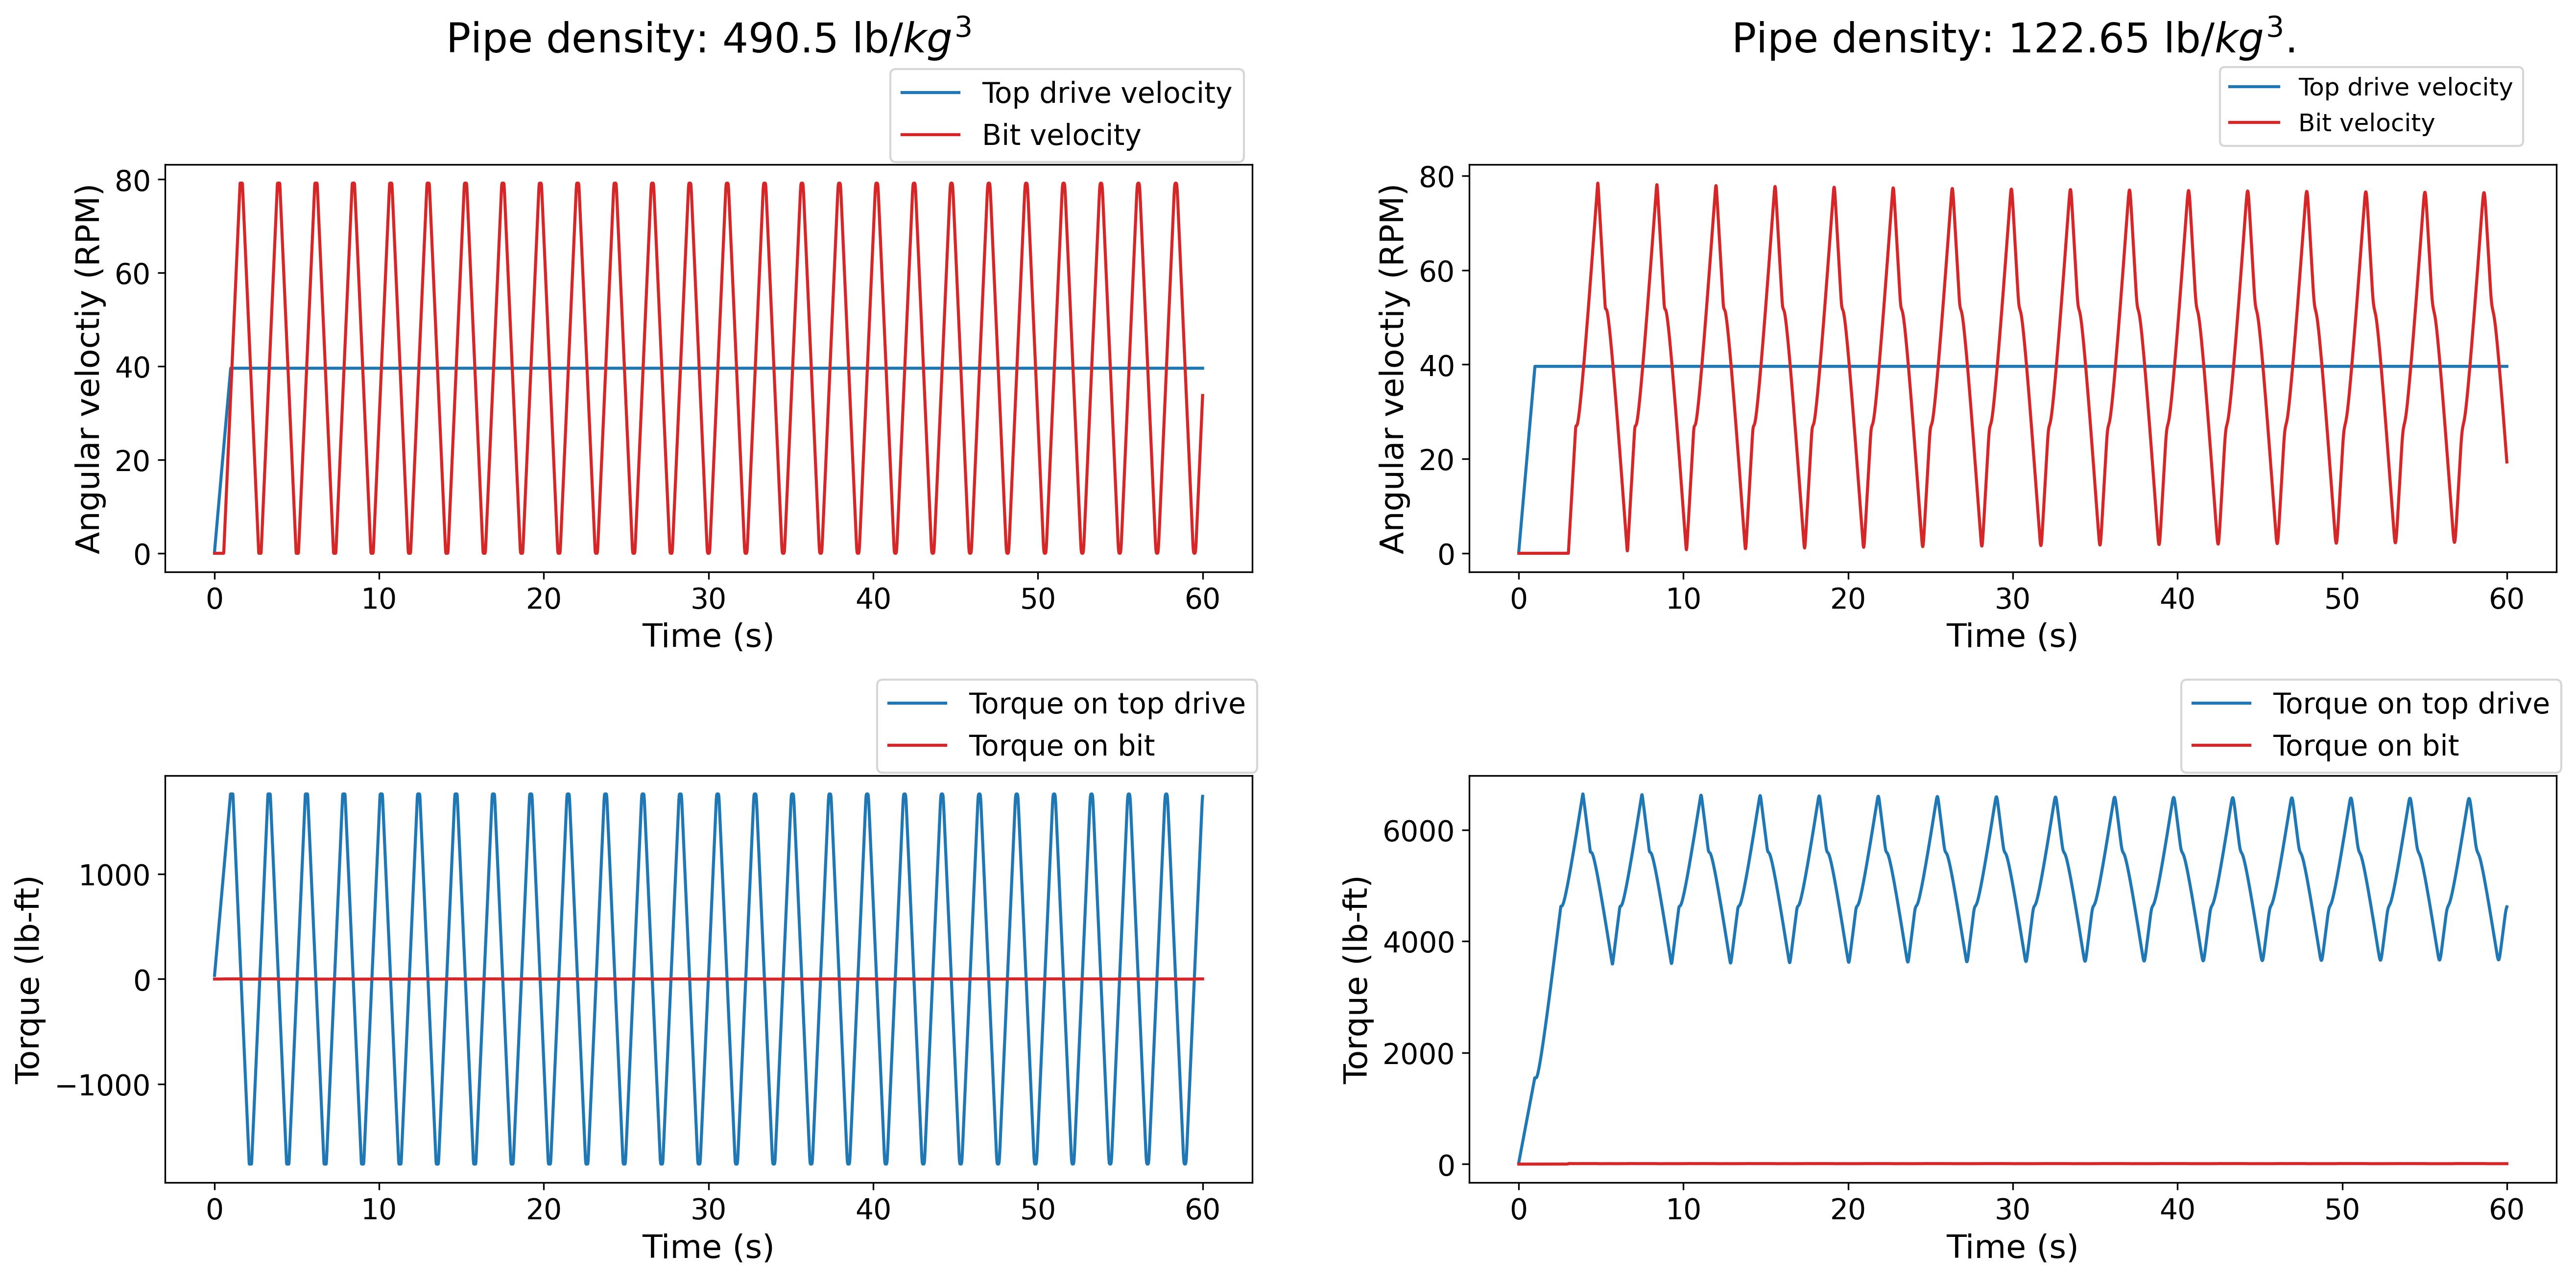 Pipe density: 490.5 lb/kg³
Top drive velocity
Bit velocity
Angular veloctiy (RPM)
80
60
40
20
0
0 10 20 30 40 50 60
Time (s)
Pipe density: 122.65 lb/kg³.
Top drive velocity
Bit velocity
Angular veloctiy (RPM)
80
60
40
20
0
0 10 20 30 40 50 60
Time (s)
Torque on top drive
Torque on bit
Torque (lb-ft)
1000
0
−1000
0 10 20 30 40 50 60
Time (s)
Torque on top drive
Torque on bit
Torque (lb-ft)
6000
4000
2000
0
0 10 20 30 40 50 60
Time (s)